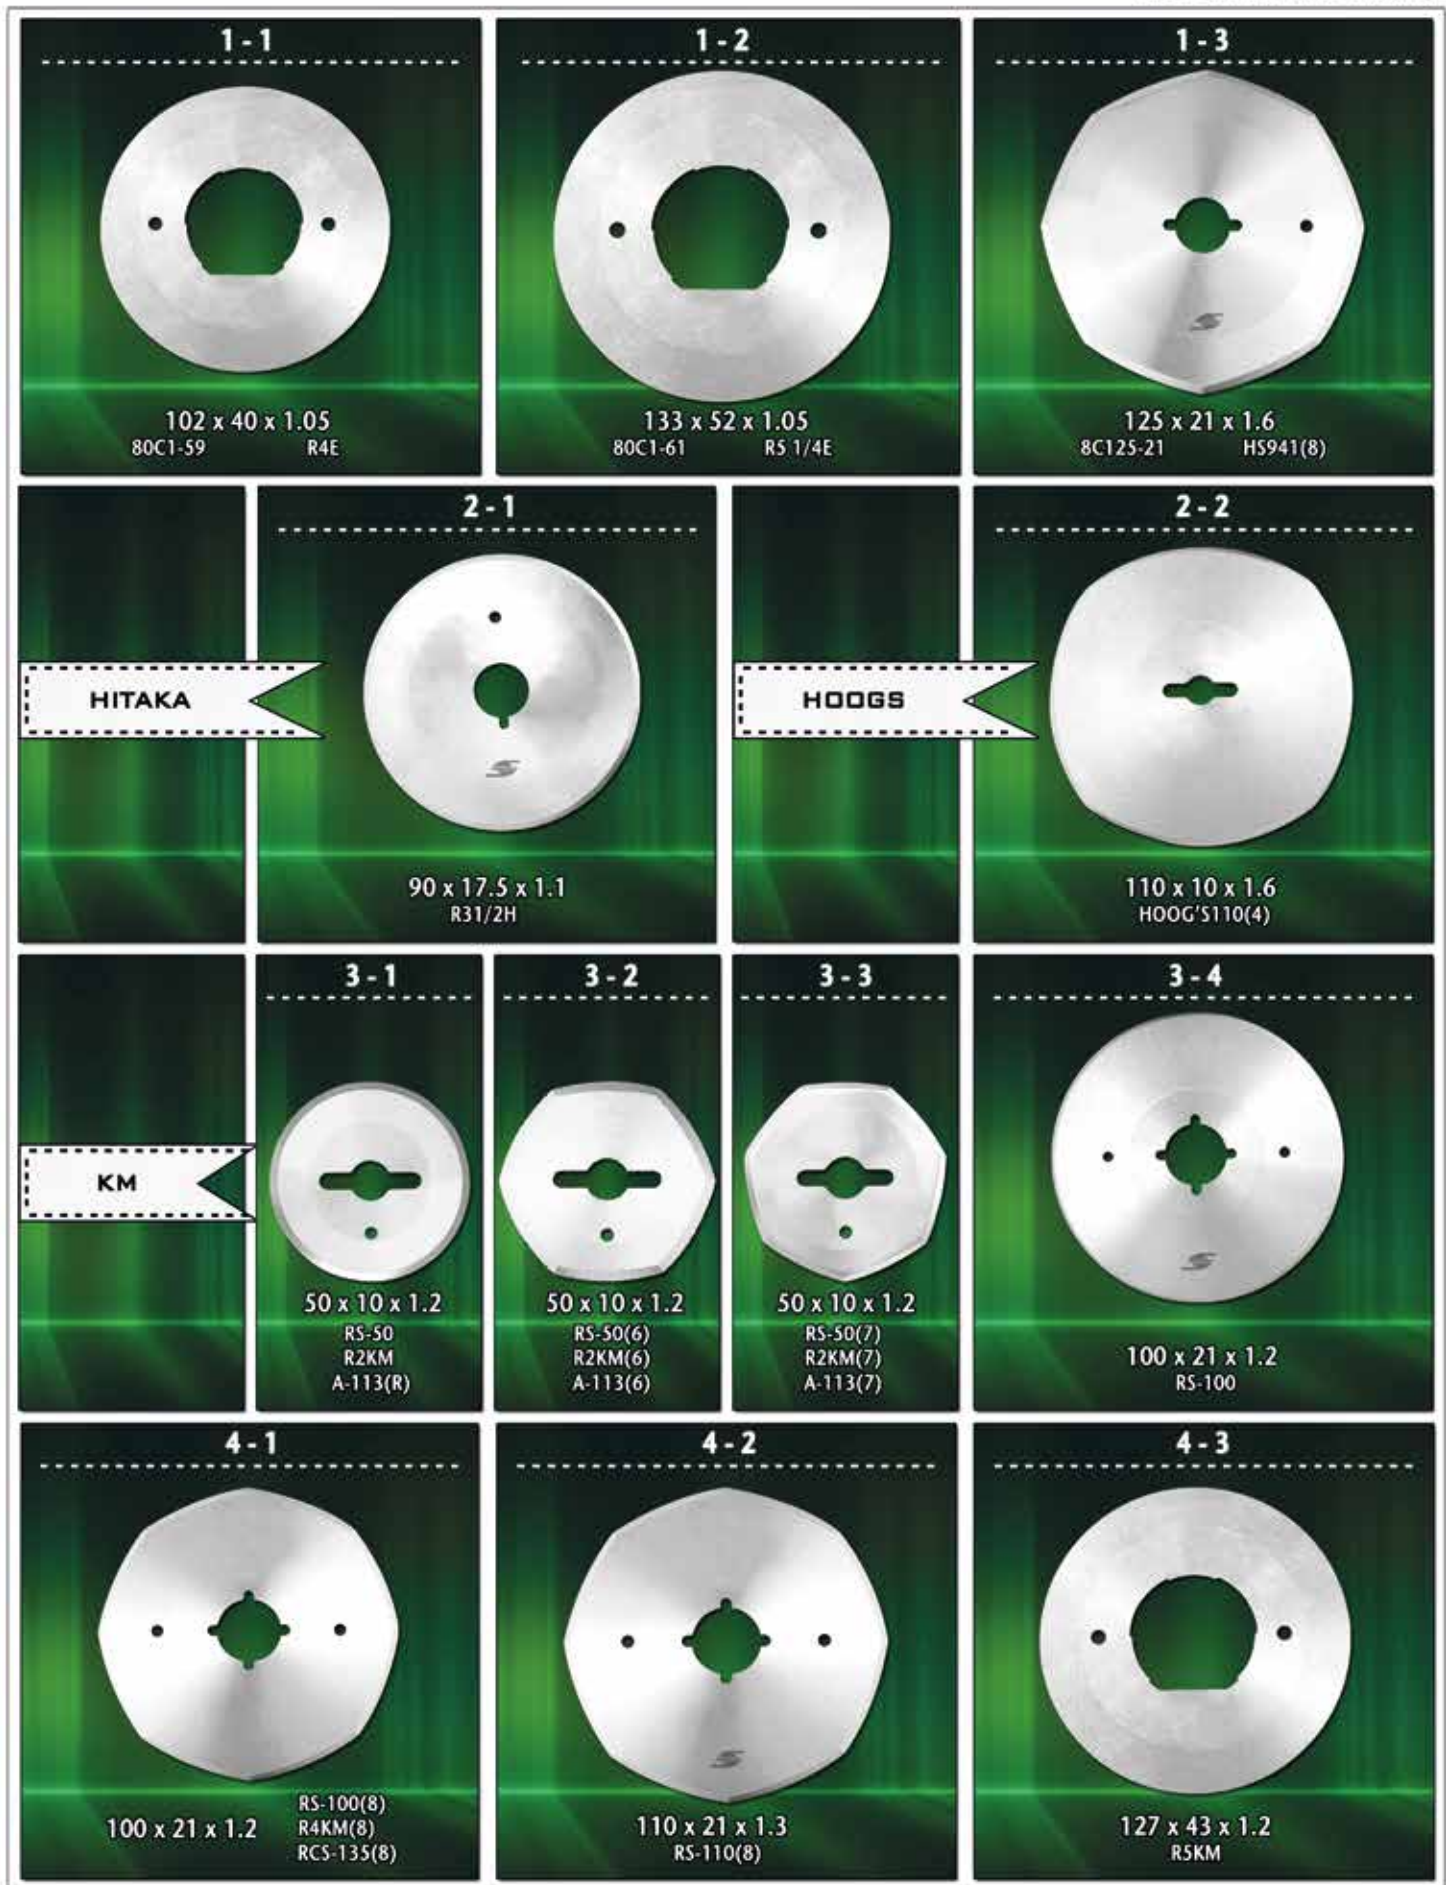 1 - 1
1 - 2
1 - 3
102 x 40 x 1.05
80C1-59 R4E
133 x 52 x 1.05
80C1-61 R5 1/4E
125 x 21 x 1.6
8C125-21 HS941(8)
HITAKA
2 - 1
90 x 17.5 x 1.1
R31/2H
HOOGS
2 - 2
110 x 10 x 1.6
HOOG'S110(4)
KM
3 - 1
50 x 10 x 1.2
RS-50
R2KM
A-113(R)
3 - 2
50 x 10 x 1.2
RS-50(6)
R2KM(6)
A-113(6)
3 - 3
50 x 10 x 1.2
RS-50(7)
R2KM(7)
A-113(7)
3 - 4
100 x 21 x 1.2
RS-100
4 - 1
100 x 21 x 1.2
RS-100(8)
R4KM(8)
RCS-135(8)
4 - 2
110 x 21 x 1.3
RS-110(8)
4 - 3
127 x 43 x 1.2
R5KM